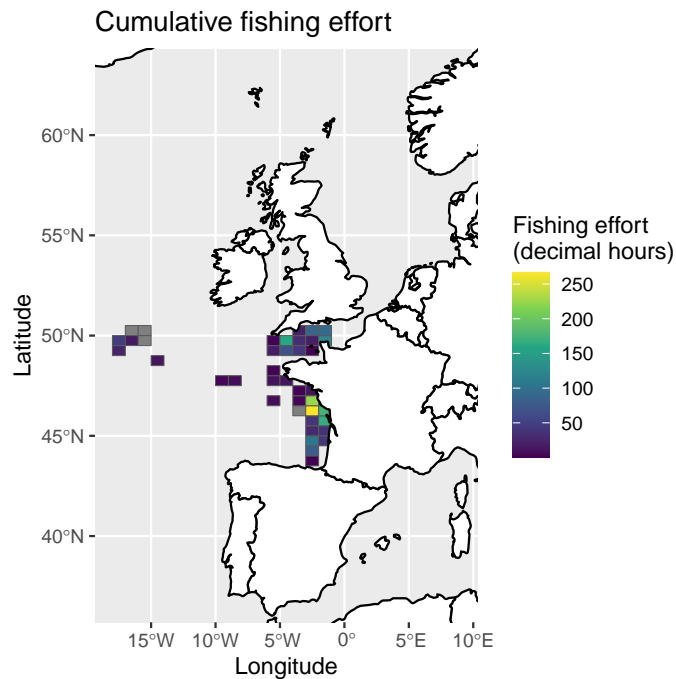 Cumulative fishing effort
60°N
55°N
50°N
45°N
40°N
Latitude
15°W
10°W
5°W
0°
5°E
10°E
Longitude
Fishing effort
(decimal hours)
250
200
150
100
50